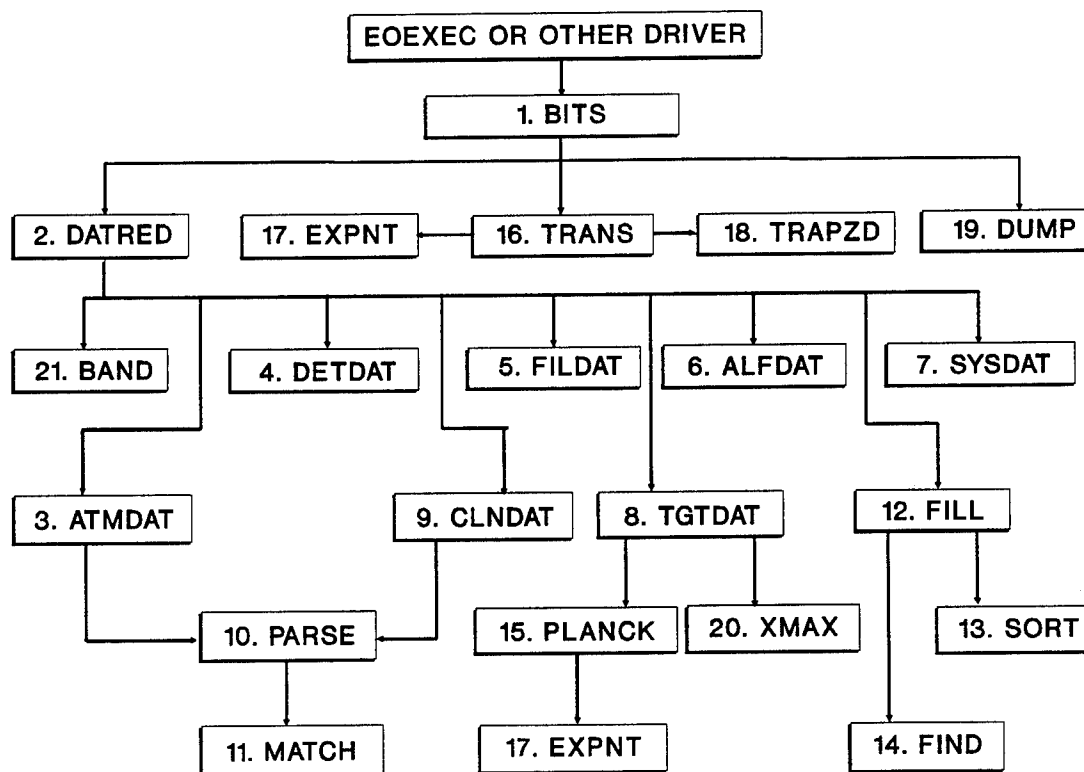 EOEXEC OR OTHER DRIVER
1. BITS
2. DATRED
17. EXPNT
16. TRANS
18. TRAPZD
19. DUMP
21. BAND
4. DETDAT
5. FILDAT
6. ALFDAT
7. SYSDAT
3. ATMDAT
9. CLNDAT
8. TGTDAT
12. FILL
10. PARSE
15. PLANCK
20. XMAX
13. SORT
11. MATCH
17. EXPNT
14. FIND